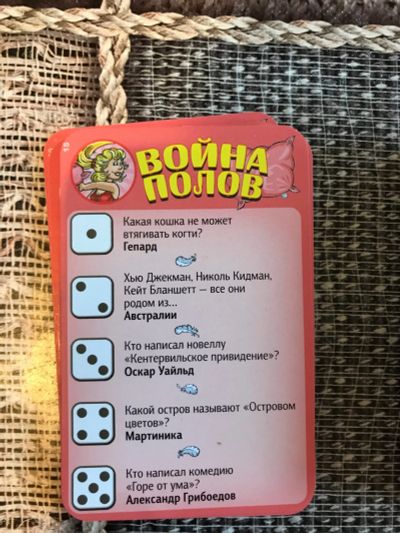 ВОЙНА
ПОЛОВ
Какая кошка не может
втягивать когти?
Гепард
Хью Джекман, Николь Кидман,
Кейт Бланшетт — все они
родом из...
Австралии
Кто написал новеллу
«Кентервильское привидение»?
Оскар Уайльд
Какой остров называют «Островом
цветов»?
Мартиника
Кто написал комедию
«Горе от ума»?
Александр Грибоедов